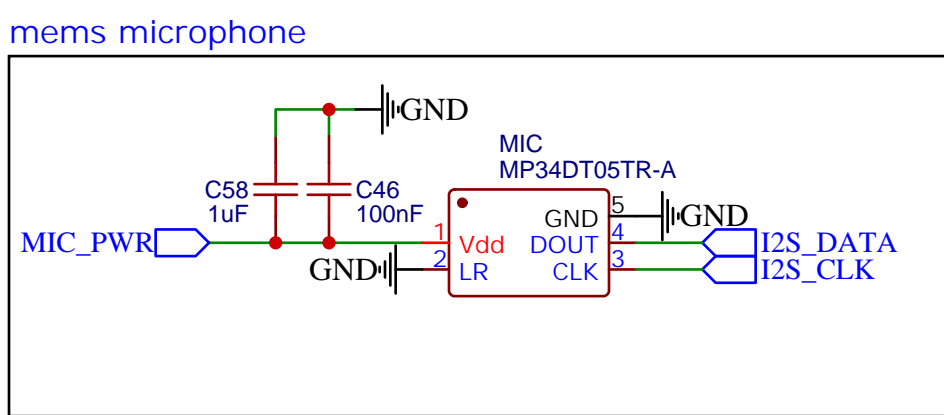 mems microphone
GND
MIC
MP34DT05TR-A
C58
1uF
C46
100nF
MIC_PWR
GND
1
Vdd
2
LR
GND
5
GND
DOUT
4
I2S_DATA
CLK
3
I2S_CLK